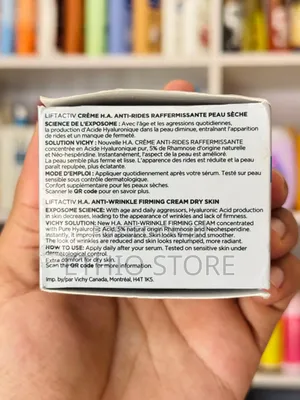 LIFTACTIV CRÈME H.A. ANTI-RIDES RAFFERMISSANTE PEAU SÈCHE
SCIENCE DE L'EXPOSOME : Avec l'âge et les agressions quotidiennes,
la production d'Acide Hyaluronique dans la peau diminue, entraînant l'apparition
de rides et un manque de fermeté.
SOLUTION VICHY : Nouvelle H.A. CRÈME ANTI-RIDES RAFFERMISSANTE
concentrée en Acide Hyaluronique pur, 5% de Rhamnose d'origine naturelle
et Néo-hespéridine. Instantanément, l'aspect de la peau est amélioré.
La peau semble plus ferme et lisse. L'apparence des rides est réduite et la peau
paraît repulpée, plus éclatante.
MODE D'EMPLOI : Appliquer quotidiennement après votre sérum. Testé sur peau
sensible sous contrôle dermatologique.
Confort supplémentaire pour les peaux sèches.
Scanner le QR code pour en savoir plus.
LIFTACTIV H.A. ANTI-WRINKLE FIRMING CREAM DRY SKIN
EXPOSOME SCIENCE: With age and daily aggressors, Hyaluronic Acid production
in skin decreases, leading to the appearance of wrinkles and lack of firmness.
VICHY SOLUTION: New H.A. ANTI-WRINKLE FIRMING CREAM concentrated
with Pure Hyaluronic Acid, 5% natural origin Rhamnose and Neohesperidine.
Instantly, it improves skin appearance. Skin looks firmer and smoother.
The look of wrinkles are reduced and skin looks replumped, more radiant.
HOW TO USE: Apply daily after your serum. Tested on sensitive skin under
dermatological control.
Extra comfort for dry skin.
Scan the QR code for more information.
Imp. by/par Vichy Canada, Montréal, H4T 1K5.
ETHIO STORE